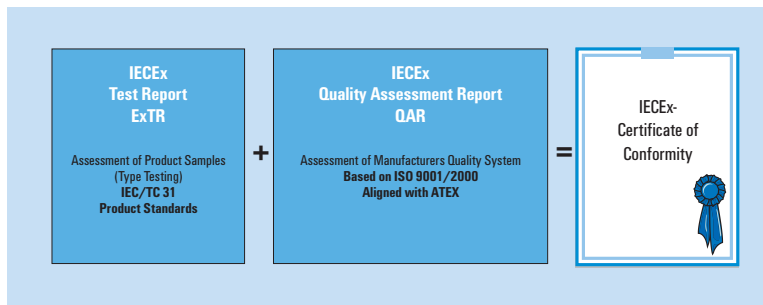 IECEx
Test Report
ExTR
Assessment of Product Samples
(Type Testing)
IEC/TC 31
Product Standards
+
IECEx
Quality Assessment Report
QAR
Assessment of Manufacturers Quality System
Based on ISO 9001/2000
Aligned with ATEX
=
IECEx-
Certificate of
Conformity